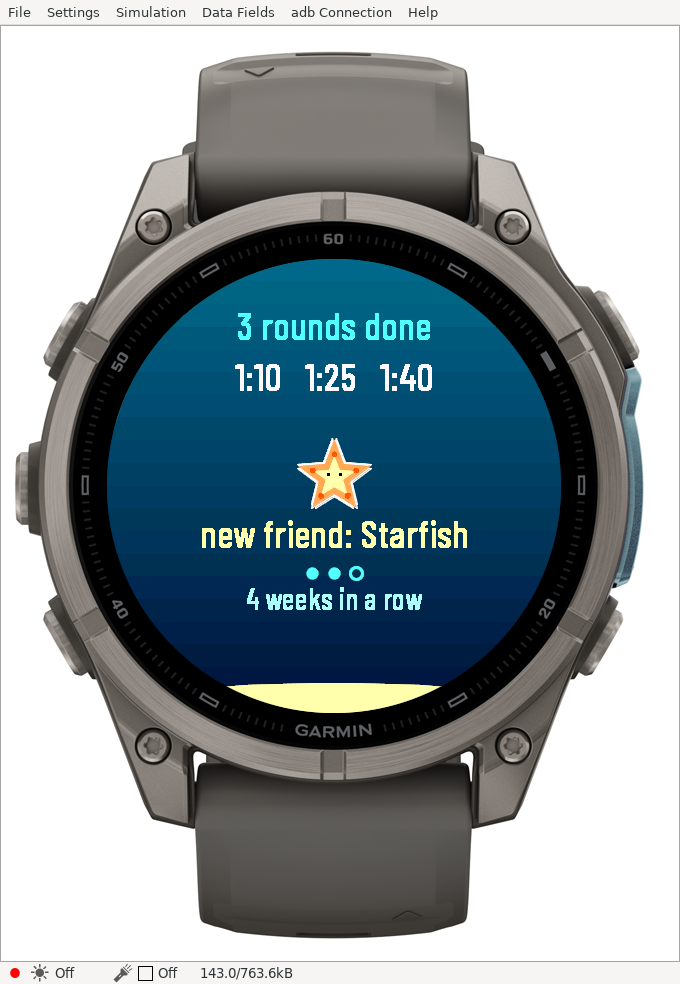 File Settings Simulation Data Fields adb Connection Help
60
50
3 rounds done
1:10 1:25 1:40
new friend: Starfish
4 weeks in a row
40
20
GARMIN
Off Off 143.0/763.6kB